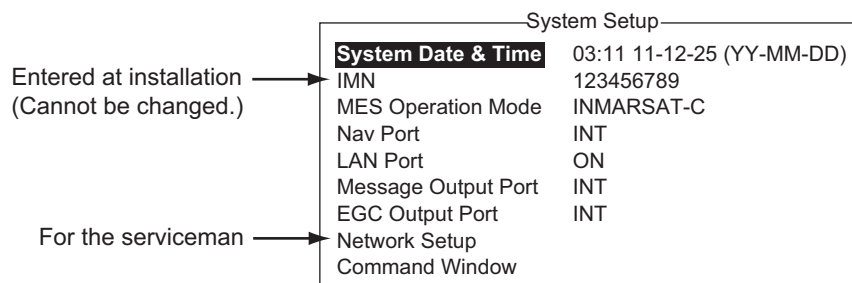 System Setup
System Date & Time 03:11 11-12-25 (YY-MM-DD)
Entered at installation
(Cannot be changed.)
IMN 123456789
MES Operation Mode INMARSAT-C
Nav Port INT
LAN Port ON
Message Output Port INT
EGC Output Port INT
For the serviceman
Network Setup
Command Window